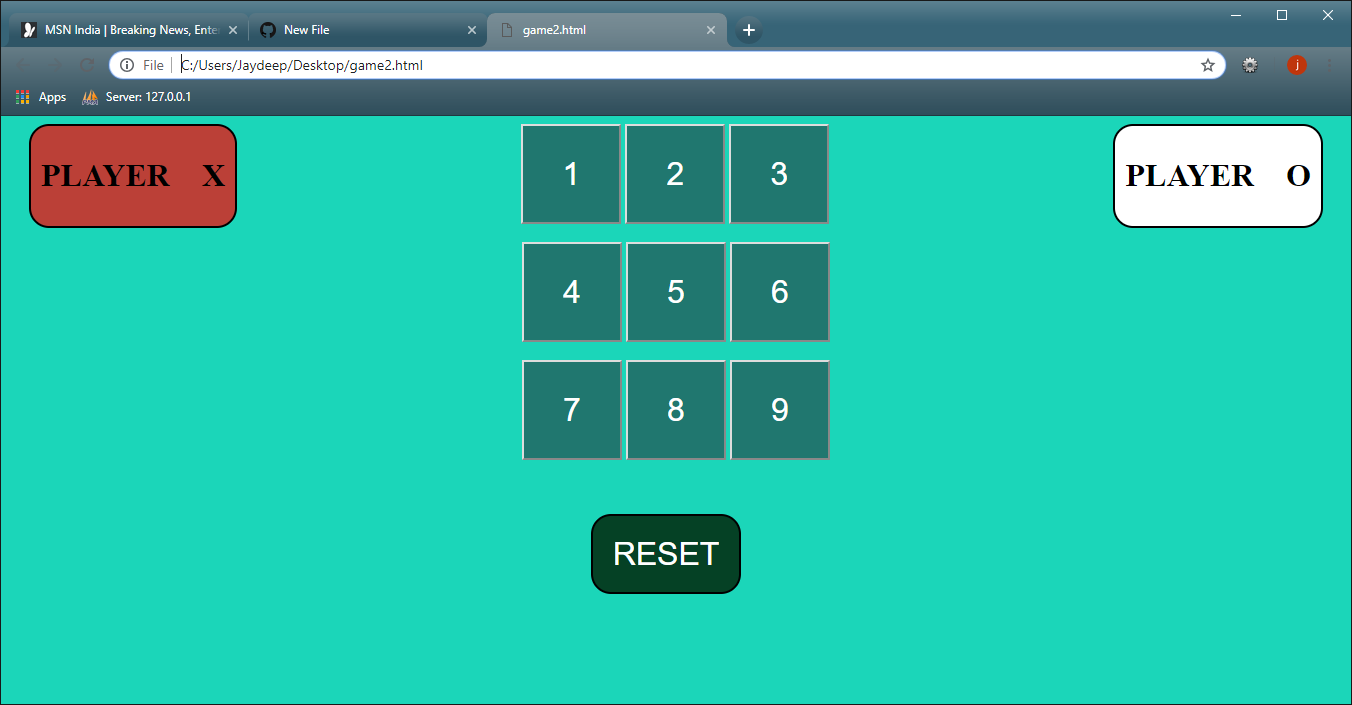 MSN India | Breaking News, Ente
New File
game2.html
File
C:/Users/Jaydeep/Desktop/game2.html
j
Apps
Server: 127.0.0.1
PLAYER X
1 2 3
PLAYER O
4 5 6
7 8 9
RESET